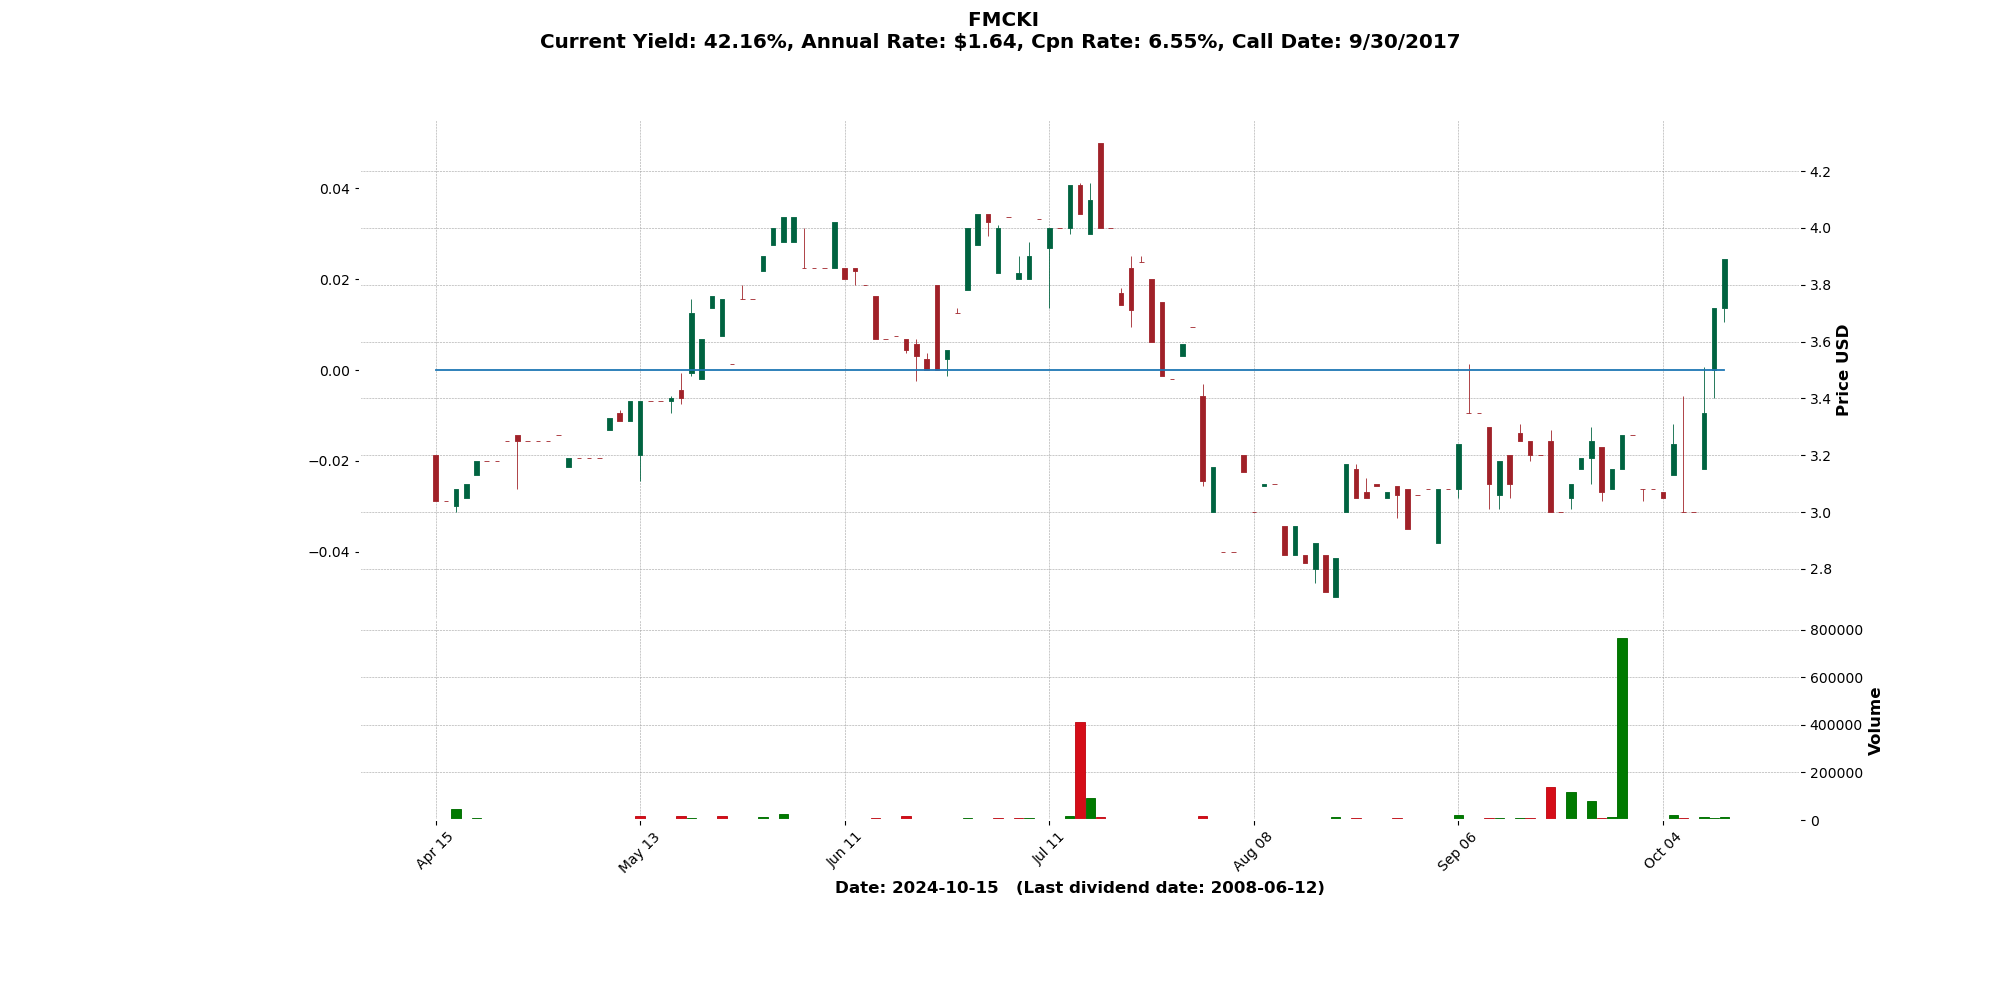 FMCKI
Current Yield: 42.16%, Annual Rate: $1.64, Cpn Rate: 6.55%, Call Date: 9/30/2017
0.04
0.02
0.00
−0.02
−0.04
4.2
4.0
3.8
3.6
3.4
3.2
3.0
2.8
Price USD
800000
600000
400000
200000
0
Volume
Apr 15
May 13
Jun 11
Jul 11
Aug 08
Sep 06
Oct 04
Date: 2024-10-15 (Last dividend date: 2008-06-12)